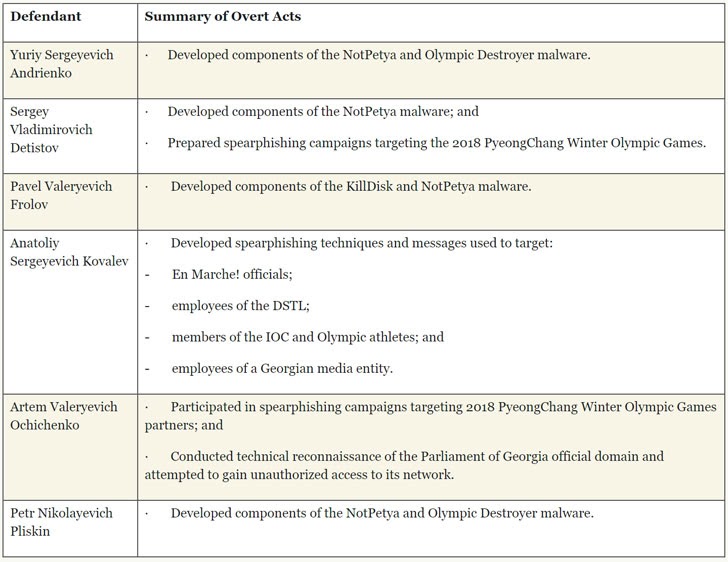 Defendant
Summary of Overt Acts
Yuriy Sergeyevich
Andrienko
· Developed components of the NotPetya and Olympic Destroyer malware.
Sergey
Vladimirovich
Detistov
· Developed components of the NotPetya malware; and
· Prepared spearphishing campaigns targeting the 2018 PyeongChang Winter Olympic Games.
Pavel Valeryevich
Frolov
· Developed components of the KillDisk and NotPetya malware.
Anatoliy
Sergeyevich Kovalev
· Developed spearphishing techniques and messages used to target:
- En Marche! officials;
- employees of the DSTL;
- members of the IOC and Olympic athletes; and
- employees of a Georgian media entity.
Artem Valeryevich
Ochichenko
· Participated in spearphishing campaigns targeting 2018 PyeongChang Winter Olympic Games
partners; and
· Conducted technical reconnaissance of the Parliament of Georgia official domain and
attempted to gain unauthorized access to its network.
Petr Nikolayevich
Pliskin
· Developed components of the NotPetya and Olympic Destroyer malware.